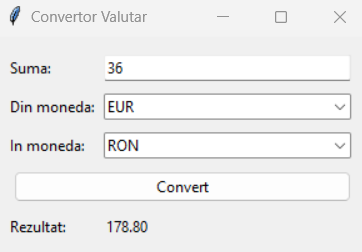 Convertor Valutar
Suma: 36
Din moneda: EUR
In moneda: RON
Convert
Rezultat: 178.80